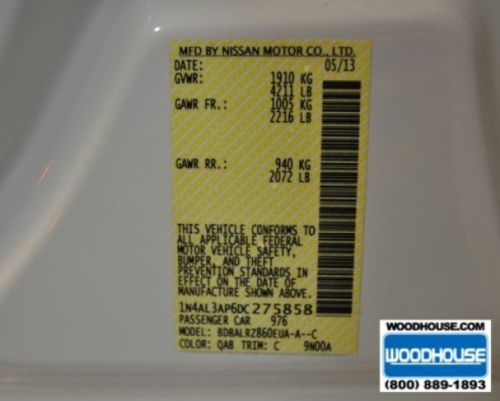 MFD BY NISSAN MOTOR CO., LTD.
DATE: 05/13
GVWR: 1910 KG
4211 LB
GAWR FR.: 1005 KG
2216 LB
GAWR RR.: 940 KG
2072 LB
THIS VEHICLE CONFORMS TO
ALL APPLICABLE FEDERAL
MOTOR VEHICLE SAFETY,
BUMPER, AND THEFT
PREVENTION STANDARDS IN
EFFECT ON THE DATE OF
MANUFACTURE SHOWN ABOVE.
1N4AL3AP6DC275858
PASSENGER CAR 976
MODEL: BDBALRZ860EUA-A--C
COLOR: QAB TRIM: C 9N00A
WOODHOUSE.COM
WOODHOUSE
(800) 889-1893